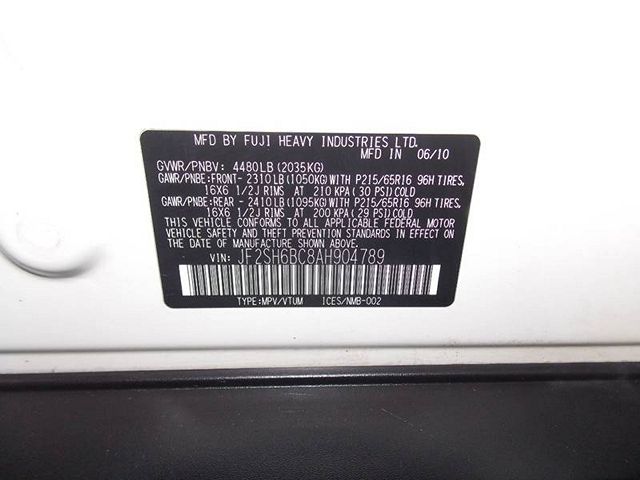 MFD BY FUJI HEAVY INDUSTRIES LTD.
MFD IN 06/10
GVWR/PNBV: 4480LB(2035KG)
GAWR/PNBE:FRONT-2310LB(1050KG)WITH P215/65R16 96H TIRES,
16X6 1/2J RIMS AT 210 KPA(30 PSI)COLD
GAWR/PNBE:REAR -2410LB(1095KG)WITH P215/65R16 96H TIRES,
16X6 1/2J RIMS AT 200 KPA(29 PSI)COLD
THIS VEHICLE CONFORMS TO ALL APPLICABLE FEDERAL MOTOR
VEHICLE SAFETY STANDARDS IN EFFECT ON THE DATE OF
MANUFACTURE SHOWN ABOVE.
VIN: JF2SH6BC8AH904789
TYPE:MPV/VTUM ICES/NMB-002